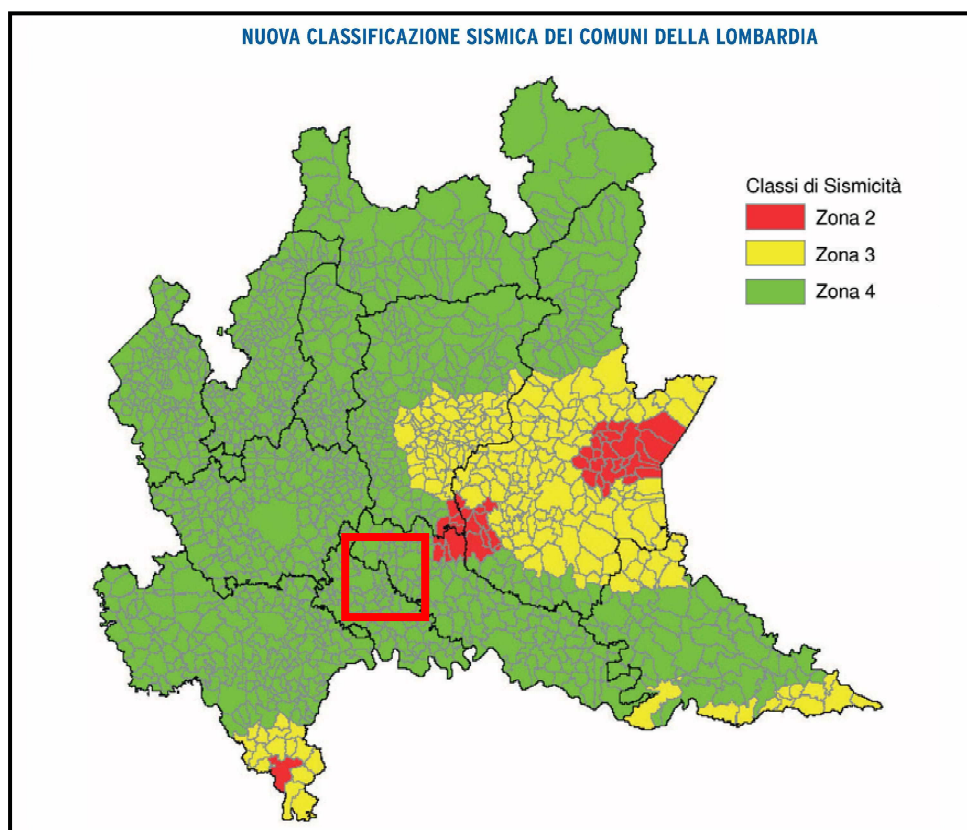 NUOVA CLASSIFICAZIONE SISMICA DEI COMUNI DELLA LOMBARDIA
Classi di Sismicità
Zona 2
Zona 3
Zona 4